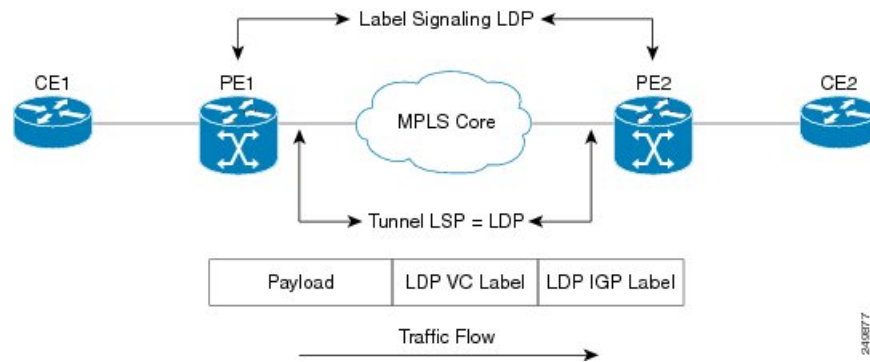 Label Signaling LDP
CE1
PE1
PE2
CE2
MPLS Core
Tunnel LSP = LDP
Payload
LDP VC Label
LDP IGP Label
Traffic Flow
249877